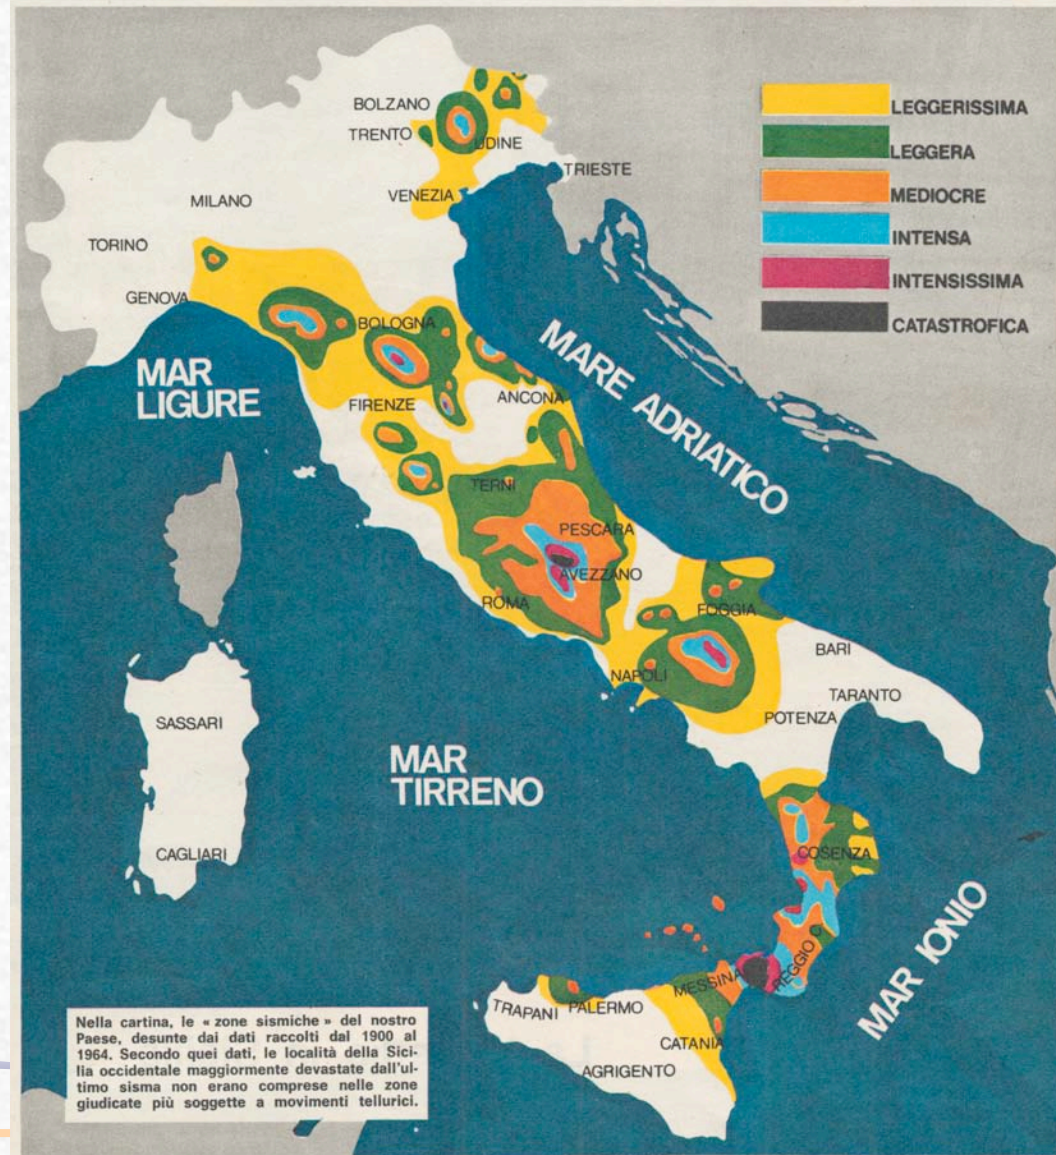 LEGGERISSIMA
LEGGERA
MEDIOCRE
INTENSA
INTENSISSIMA
CATASTROFICA
BOLZANO
TRENTO
UDINE
TRIESTE
VENEZIA
MILANO
TORINO
GENOVA
BOLOGNA
MAR
LIGURE
FIRENZE
ANCONA
MARE ADRIATICO
TERNI
PESCARA
AVEZZANO
ROMA
FOGGIA
NAPOLI
BARI
TARANTO
POTENZA
SASSARI
MAR
TIRRENO
CAGLIARI
COSENZA
REGGIO C.
MESSINA
MAR IONIO
TRAPANI
PALERMO
CATANIA
AGRIGENTO
Nella cartina, le « zone sismiche » del nostro
Paese, desunte dai dati raccolti dal 1900 al
1964. Secondo quei dati, le località della Sici-
lia occidentale maggiormente devastate dall'ul-
timo sisma non erano comprese nelle zone
giudicate più soggette a movimenti tellurici.